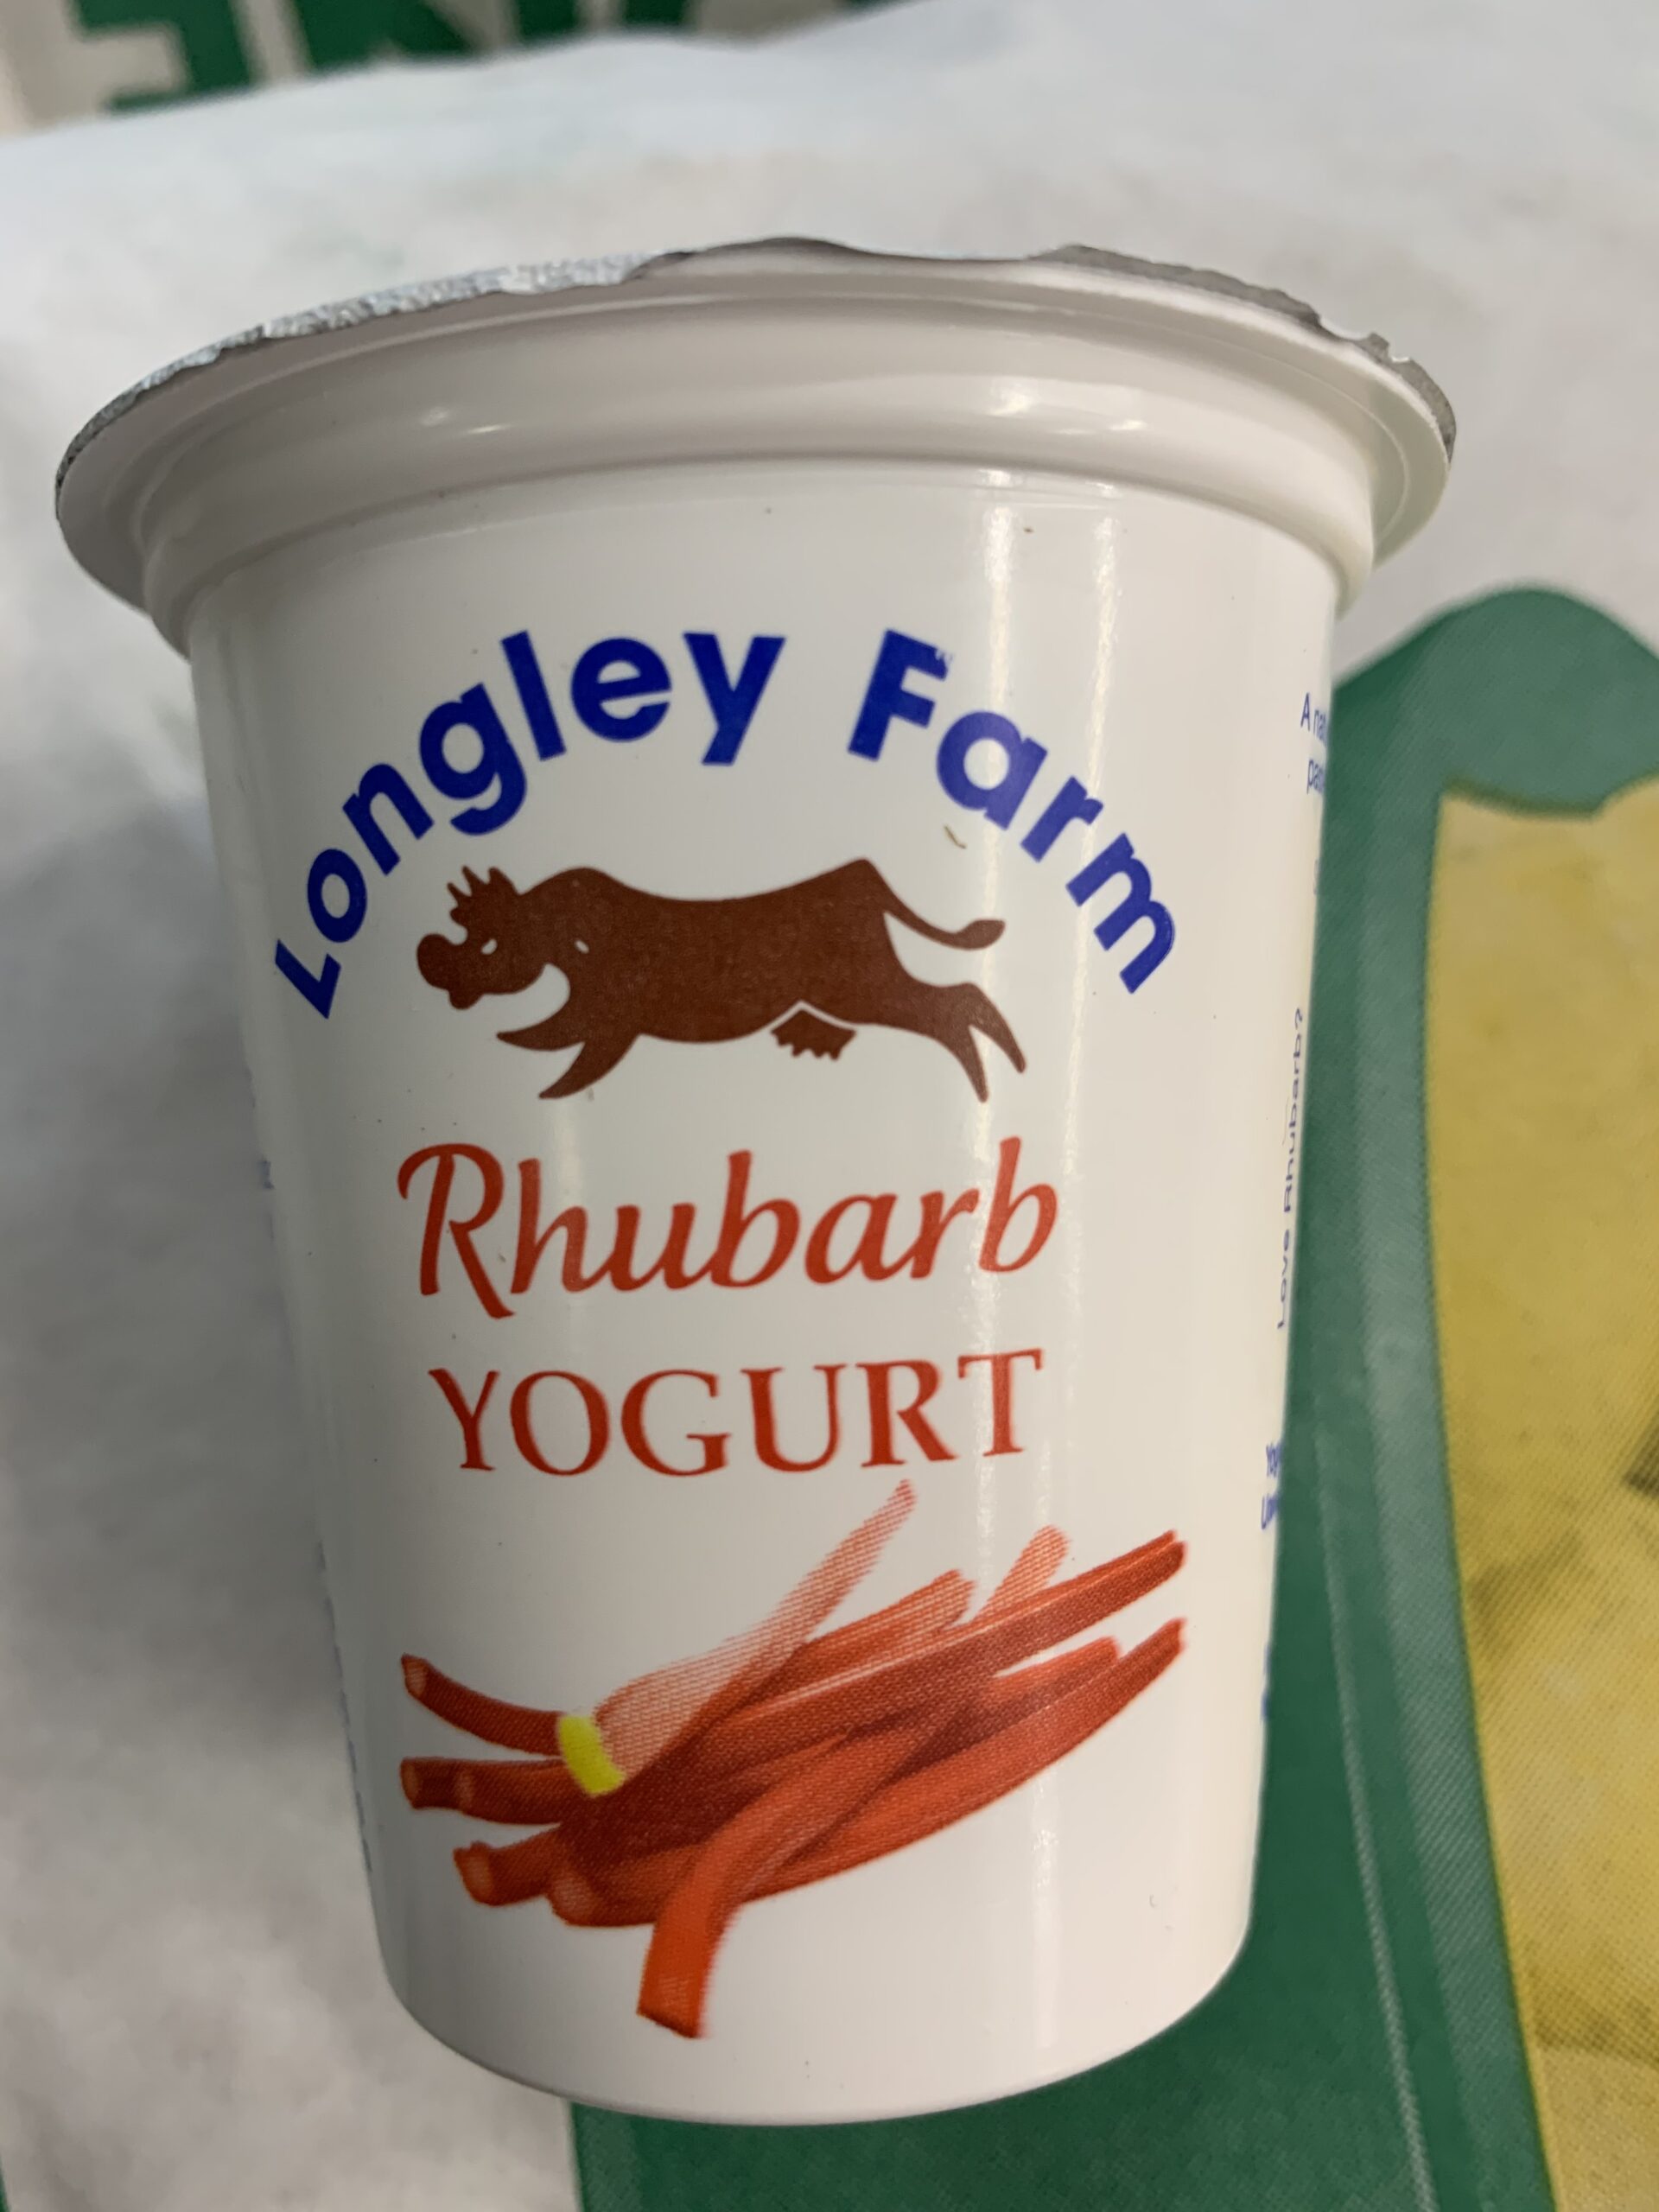 Longley Farm
Rhubarb
YOGURT
Love Rhubarb?
A